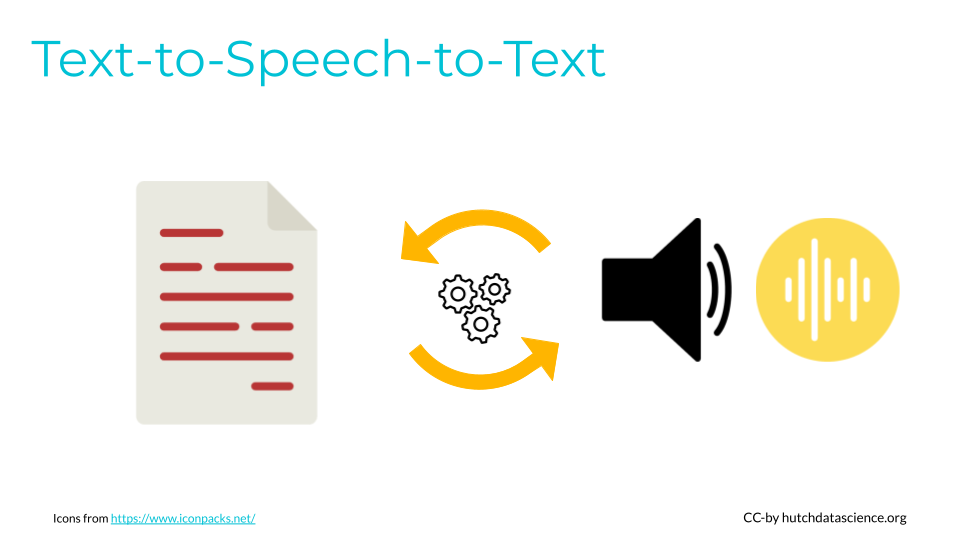 Text-to-Speech-to-Text
Icons from https://www.iconpacks.net/
CC-by hutchdatascience.org